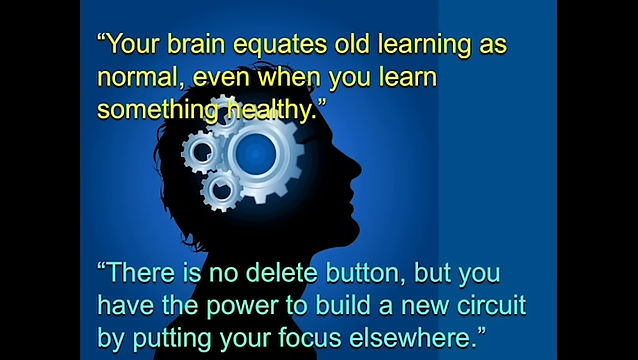 “Your brain equates old learning as
normal, even when you learn
something healthy.”
“There is no delete button, but you
have the power to build a new circuit
by putting your focus elsewhere.”